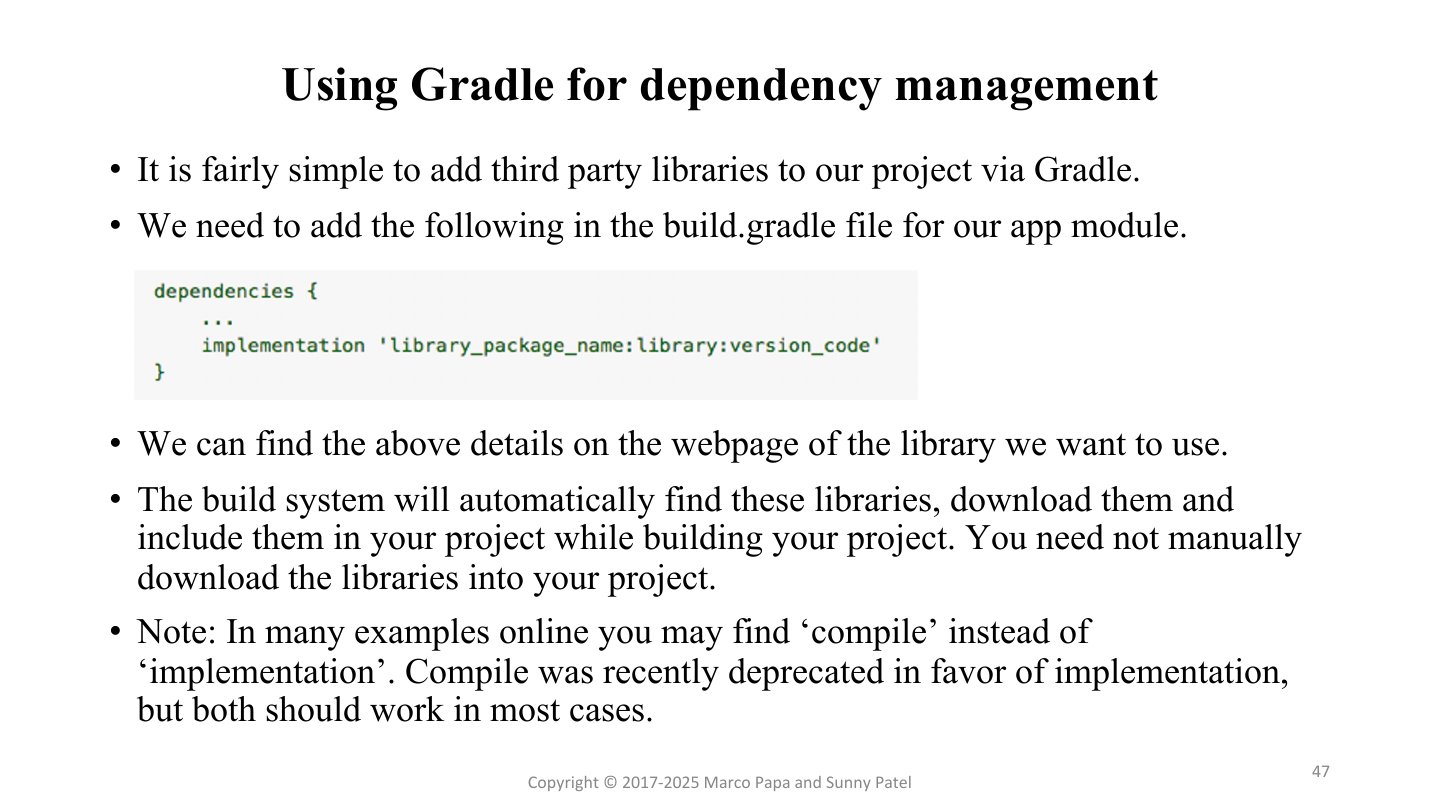 Using Gradle for dependency management
• It is fairly simple to add third party libraries to our project via Gradle.
• We need to add the following in the build.gradle file for our app module.
dependencies {
    ...
    implementation 'library_package_name:library:version_code'
}
• We can find the above details on the webpage of the library we want to use.
• The build system will automatically find these libraries, download them and
include them in your project while building your project. You need not manually
download the libraries into your project.
• Note: In many examples online you may find ‘compile’ instead of
‘implementation’. Compile was recently deprecated in favor of implementation,
but both should work in most cases.
Copyright © 2017-2025 Marco Papa and Sunny Patel
47